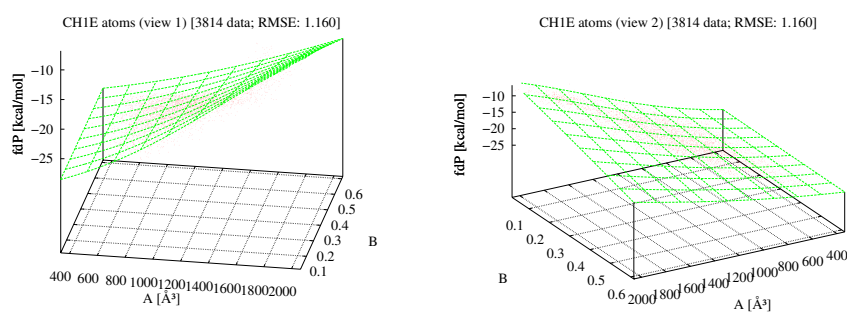 CH1E atoms (view 1) [3814 data; RMSE: 1.160]
fdP [kcal/mol]
−10
−15
−20
−25
400 600 800 1000 1200 1400 1600 1800 2000
A [Å³]
0.1
0.2
0.3
0.4
0.5
0.6
B
CH1E atoms (view 2) [3814 data; RMSE: 1.160]
fdP [kcal/mol]
−10
−15
−20
−25
0.1
0.2
0.3
0.4
0.5
0.6
B
2000 1800 1600 1400 1200 1000 800 600 400
A [Å³]